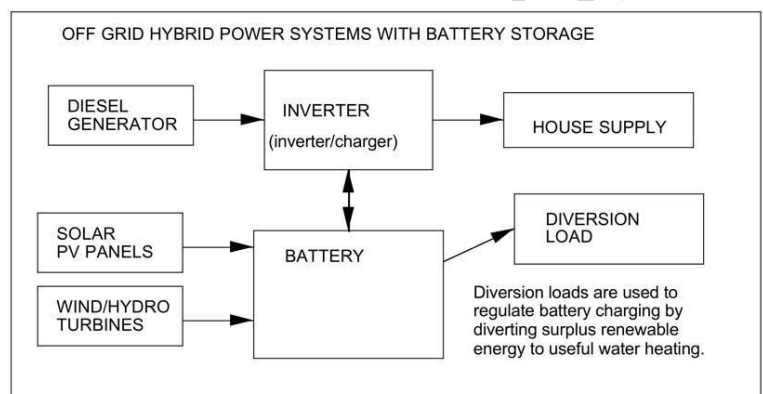 OFF GRID HYBRID POWER SYSTEMS WITH BATTERY STORAGE
DIESEL
GENERATOR
INVERTER
(inverter/charger)
HOUSE SUPPLY
SOLAR
PV PANELS
BATTERY
DIVERSION
LOAD
WIND/HYDRO
TURBINES
Diversion loads are used to
regulate battery charging by
diverting surplus renewable
energy to useful water heating.